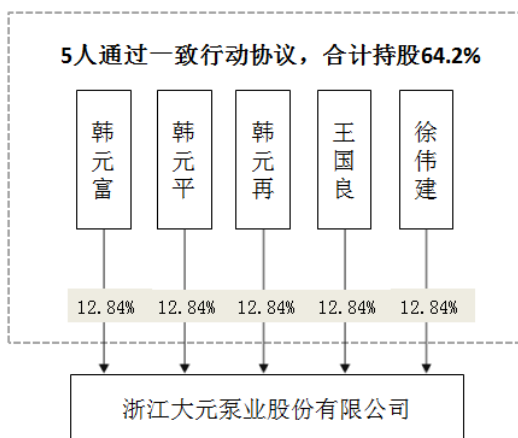 5人通过一致行动协议，合计持股64.2%
韩元富
韩元平
韩元再
王国良
徐伟建
12.84% 12.84% 12.84% 12.84% 12.84%
浙江大元泵业股份有限公司